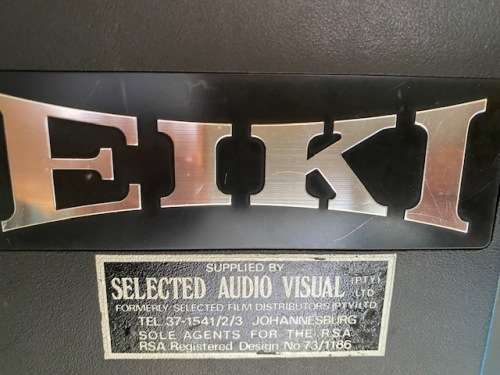 EIKI
SUPPLIED BY
SELECTED AUDIO VISUAL (PTY) LTD
FORMERLY SELECTED FILM DISTRIBUTORS (PTY) LTD
TEL. 37-1541/2/3 JOHANNESBURG
SOLE AGENTS FOR THE R.S.A.
RSA Registered Design No 73/1186